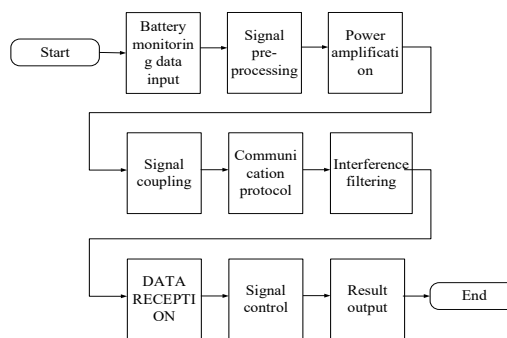 Start
Battery
monitorin
g data
input
Signal
pre-
processing
Power
amplificati
on
Signal
coupling
Communi
cation
protocol
Interference
filtering
DATA
RECEPTI
ON
Signal
control
Result
output
End